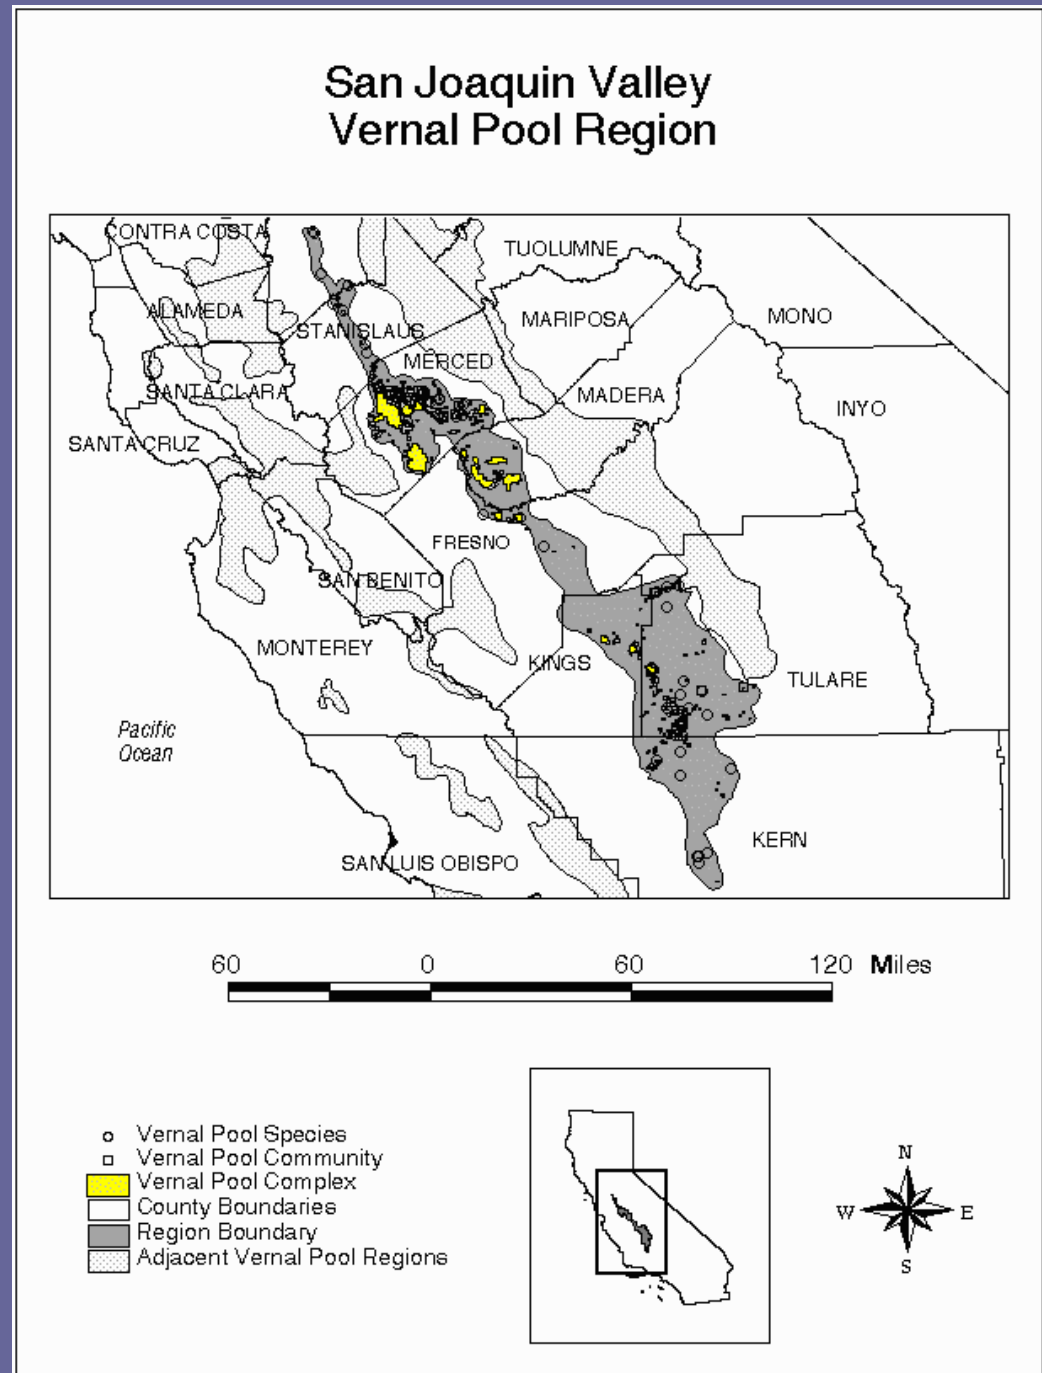 San Joaquin Valley
Vernal Pool Region
CONTRA COSTA
TUOLUMNE
ALAMEDA
STANISLAUS
MARIPOSA
MONO
MERCED
SANTA CLARA
MADERA
INYO
SANTA CRUZ
FRESNO
SAN BENITO
MONTEREY
KINGS
TULARE
Pacific
Ocean
KERN
SAN LUIS OBISPO
60 0 60 120 Miles
Vernal Pool Species
Vernal Pool Community
Vernal Pool Complex
County Boundaries
Region Boundary
Adjacent Vernal Pool Regions
N
W E
S